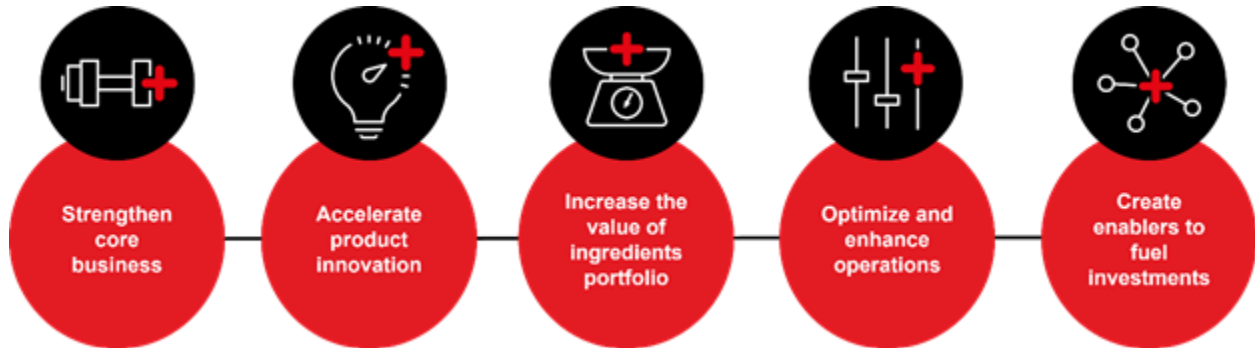 Strengthen
core
business
Accelerate
product
innovation
Increase the
value of
ingredients
portfolio
Optimize and
enhance
operations
Create
enablers to
fuel
investments